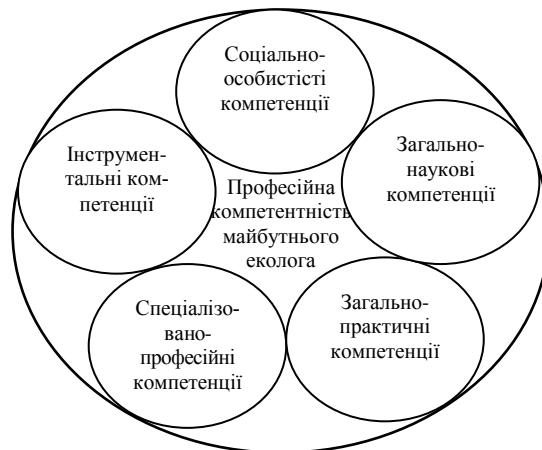 Соціально-
особистісті
компетенції
Інструмен-
тальні ком-
петенції
Загально-
наукові
компетенції
Професійна
компетентність
майбутнього
еколога
Спеціалізо-
вано-
професійні
компетенції
Загально-
практичні
компетенції